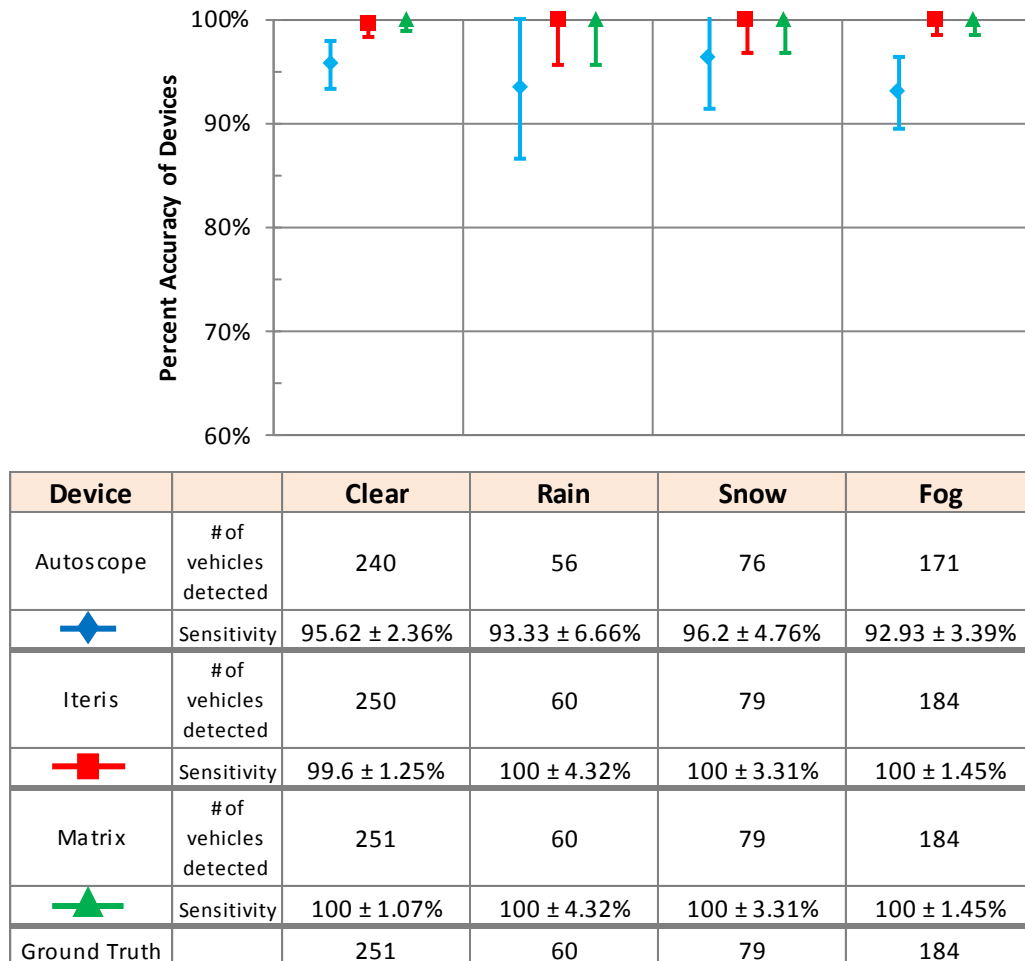 Percent Accuracy of Devices
100%
90%
80%
70%
60%
Device Clear Rain Snow Fog
Autoscope # of vehicles detected 240 56 76 171
Sensitivity 95.62 ± 2.36% 93.33 ± 6.66% 96.2 ± 4.76% 92.93 ± 3.39%
Iteris # of vehicles detected 250 60 79 184
Sensitivity 99.6 ± 1.25% 100 ± 4.32% 100 ± 3.31% 100 ± 1.45%
Matrix # of vehicles detected 251 60 79 184
Sensitivity 100 ± 1.07% 100 ± 4.32% 100 ± 3.31% 100 ± 1.45%
Ground Truth 251 60 79 184